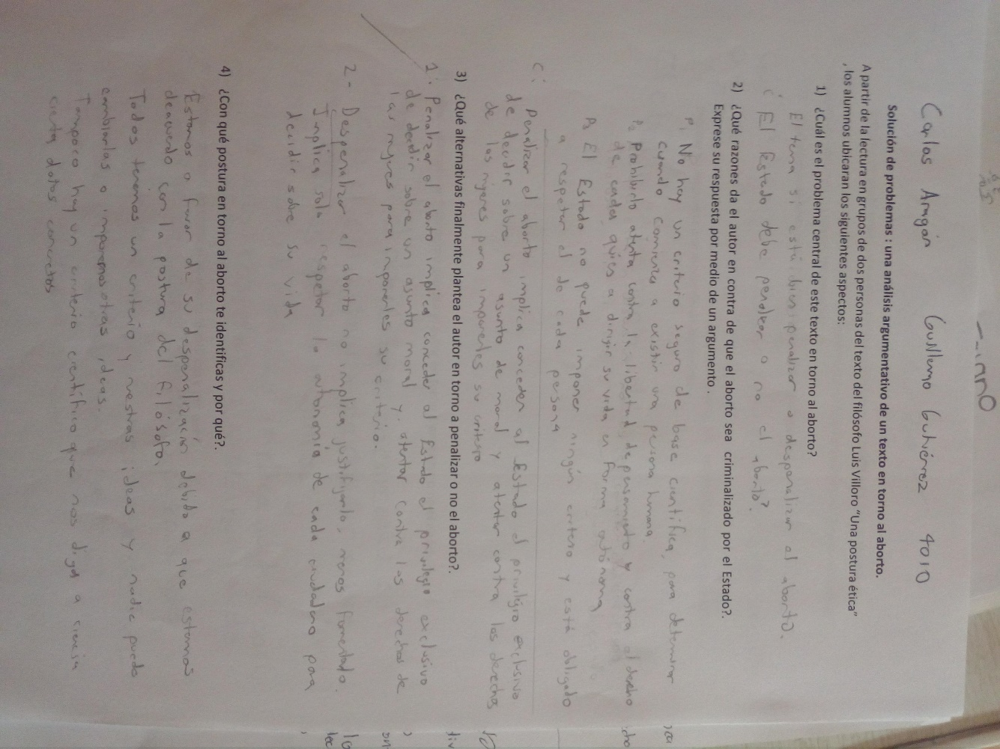 Carlos Aragón Guillermo Gutiérrez 4010
Solución de problemas : una análisis argumentativo de un texto en torno al aborto.
A partir de la lectura en grupos de dos personas del texto del filósofo Luis Villoro "Una postura ética"
, los alumnos ubicaran los siguientes aspectos:
1) ¿Cuál es el problema central de este texto en torno al aborto?
El tema si está bien penalizar o despenalizar el aborto.
¿ El Estado debe penalizar o no el aborto?
2) ¿Qué razones da el autor en contra de que el aborto sea criminalizado por el Estado?.
Exprese su respuesta por medio de un argumento .
P1 No hay un criterio seguro de base científica, para determinar
cuando comienza a existir una persona humana
P2 Prohibirlo atenta contra la libertad de pensamiento y contra el derecho
de cada quien a dirigir su vida en forma autónoma
P3 El Estado no puede imponer ningún criterio y está obligado
a respetar el de cada persona
C: Penalizar el aborto implica conceder al Estado el privilegio exclusivo
de decidir sobre un asunto de moral y atentar contra los derechos
de las mujeres para imponerles su criterio
3) ¿Qué alternativas finalmente plantea el autor en torno a penalizar o no el aborto?.
1: Penalizar el aborto implica conceder al Estado el privilegio exclusivo
de decidir sobre un asunto moral y atentar contra los derechos de
las mujeres para imponerles su criterio.
2- Despenalizar el aborto no implica justificarlo, menos fomentarlo.
Implica solo respetar la autonomía de cada ciudadano para
decidir sobre su vida
4) ¿Con qué postura en torno al aborto te identificas y por qué?.
Estamos a favor de su despenalización debido a que estamos
deacuerdo con la postura del filósofo,
Todos tenemos un criterio y nuestras ideas y nadie puede
cambiarlas o imponernos otras ideas.
Tampoco hay un criterio científico que nos diga a ciencia
cierta datos concretos